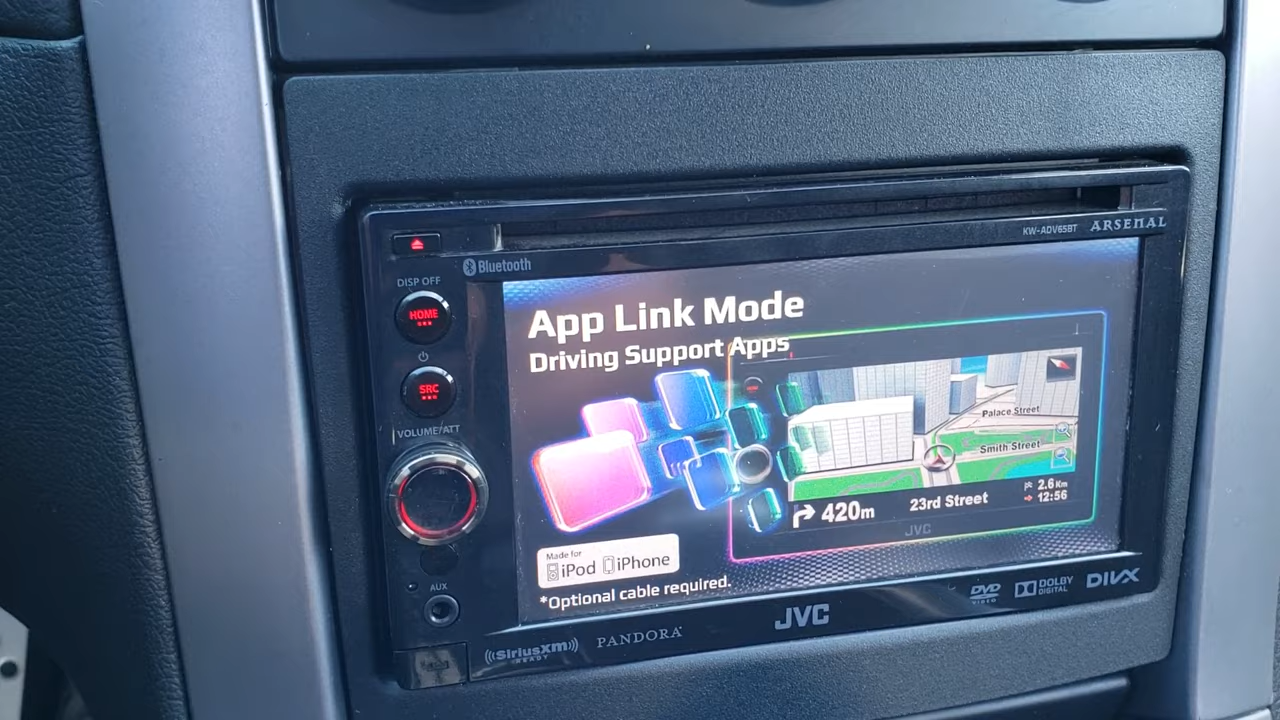 KW-ADV65BT ARSENAL
Bluetooth
DISP OFF
HOME
SRC
VOLUME/ATT
AUX
App Link Mode
Driving Support Apps
Palace Street
Smith Street
420m
23rd Street
2.6Km
12:56
JVC
Made for
iPod iPhone
*Optional cable required.
((SiriusXm))
READY
PANDORA
JVC
DVD
VIDEO
DOLBY
DIGITAL
DIVX